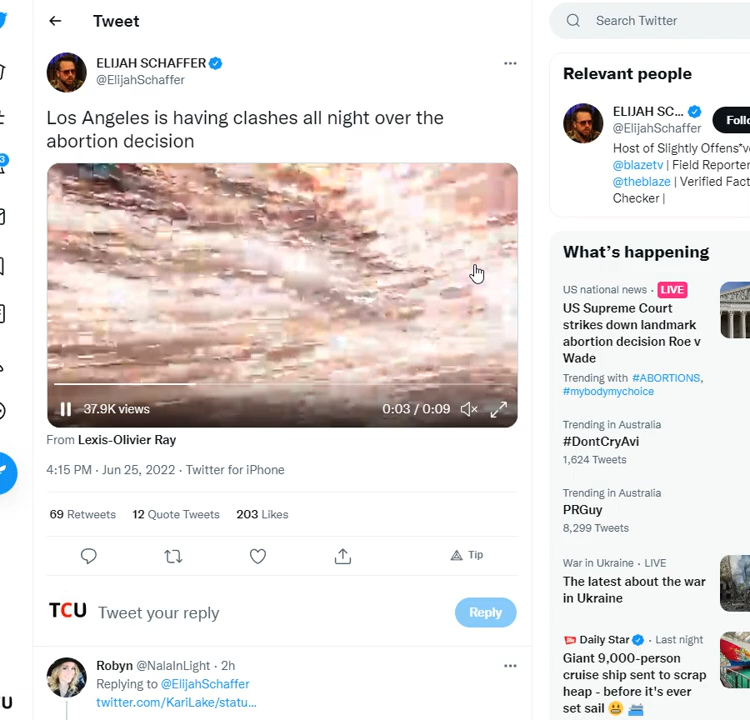 Tweet
Search Twitter
ELIJAH SCHAFFER
@ElijahSchaffer
Los Angeles is having clashes all night over the
abortion decision
37.9K views
0:03 / 0:09
From Lexis-Olivier Ray
4:15 PM · Jun 25, 2022 · Twitter for iPhone
69 Retweets 12 Quote Tweets 203 Likes
Tip
TCU Tweet your reply
Reply
Robyn @NalaInLight · 2h
Replying to @ElijahSchaffer
twitter.com/KariLake/statu...
Relevant people
ELIJAH SC...
@ElijahSchaffer
Follo
Host of Slightly Offens*v
@blazetv | Field Reporter
@theblaze | Verified Fact
Checker |
What's happening
US national news · LIVE
US Supreme Court
strikes down landmark
abortion decision Roe v
Wade
Trending with #ABORTIONS,
#mybodymychoice
Trending in Australia
#DontCryAvi
1,624 Tweets
Trending in Australia
PRGuy
8,299 Tweets
War in Ukraine · LIVE
The latest about the war
in Ukraine
Daily Star · Last night
Giant 9,000-person
cruise ship sent to scrap
heap - before it's ever
set sail 😬 🚢